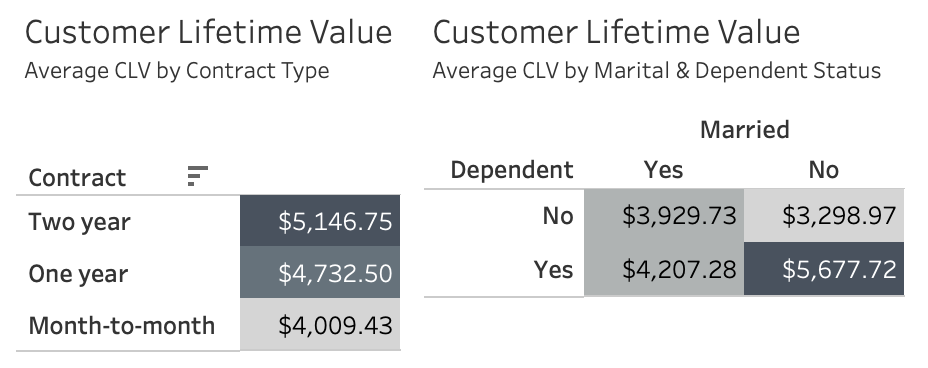 Customer Lifetime Value
Average CLV by Contract Type
Contract
Two year $5,146.75
One year $4,732.50
Month-to-month $4,009.43
Customer Lifetime Value
Average CLV by Marital & Dependent Status
Married
Dependent Yes No
No $3,929.73 $3,298.97
Yes $4,207.28 $5,677.72